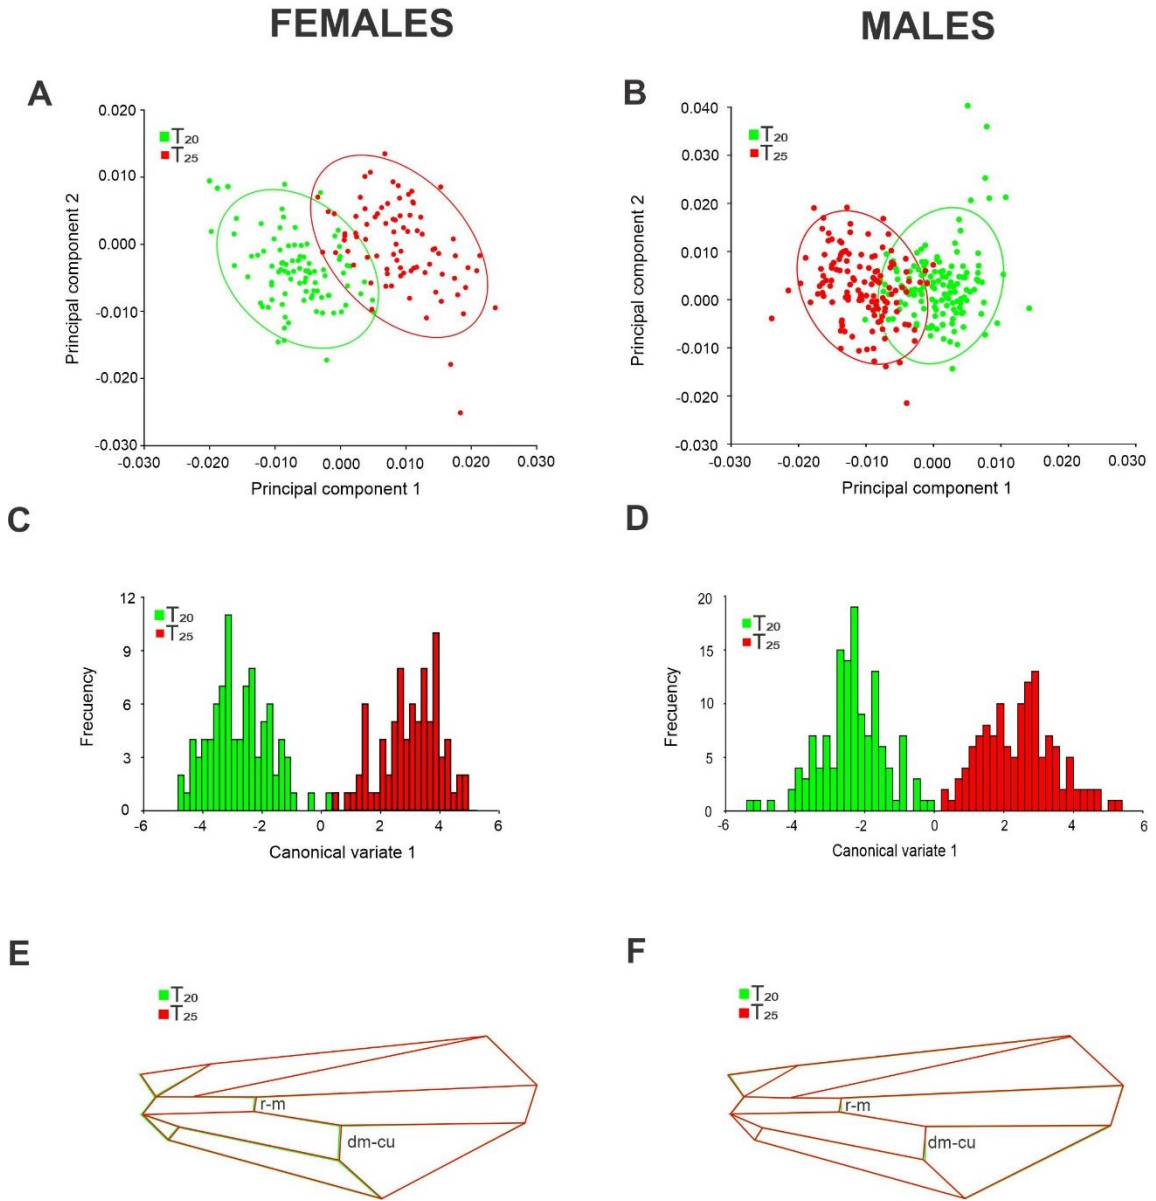 FEMALES
MALES
A
T20
T25
0.020
0.010
0.000
-0.010
-0.020
-0.030
Principal component 2
-0.030 -0.020 -0.010 0.000 0.010 0.020 0.030
Principal component 1
B
T20
T25
0.040
0.030
0.020
0.010
0.000
-0.010
-0.020
-0.030
Principal component 2
-0.030 -0.020 -0.010 0.000 0.010 0.020 0.030
Principal component 1
C
T20
T25
12
9
6
3
0
Frecuency
-6 -4 -2 0 2 4 6
Canonical variate 1
D
T20
T25
20
15
10
5
0
Frecuency
-6 -4 -2 0 2 4 6
Canonical variate 1
E
T20
T25
r-m
dm-cu
F
T20
T25
r-m
dm-cu